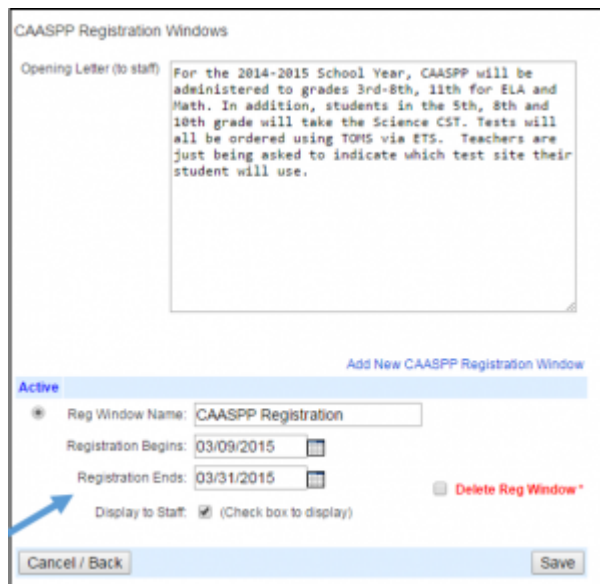 CAASPP Registration Windows
Opening Letter (to staff)
For the 2014-2015 School Year, CAASPP will be
administered to grades 3rd-8th, 11th for ELA and
Math. In addition, students in the 5th, 8th and
10th grade will take the Science CST. Tests will
all be ordered using TOMS via ETS.  Teachers are
just being asked to indicate which test site their
student will use.
Add New CAASPP Registration Window
Active
Reg Window Name: CAASPP Registration
Registration Begins: 03/09/2015
Registration Ends: 03/31/2015
Delete Reg Window*
Display to Staff: (Check box to display)
Cancel / Back Save